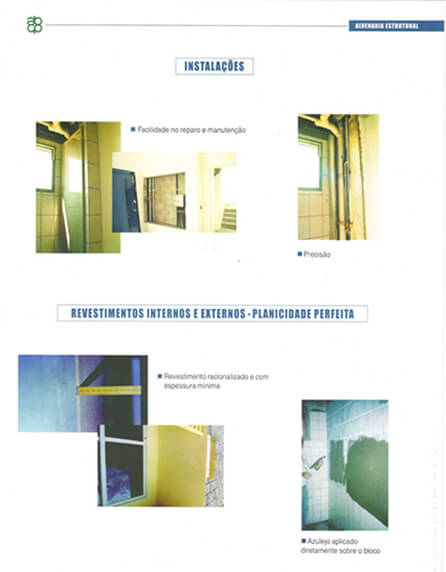 ALVENARIA ESTRUTURAL
INSTALAÇÕES
Facilidade no reparo e manutenção
Precisão
REVESTIMENTOS INTERNOS E EXTERNOS - PLANICIDADE PERFEITA
Revestimento racionalizado e com
espessura mínima
Azulejo aplicado
diretamente sobre o bloco